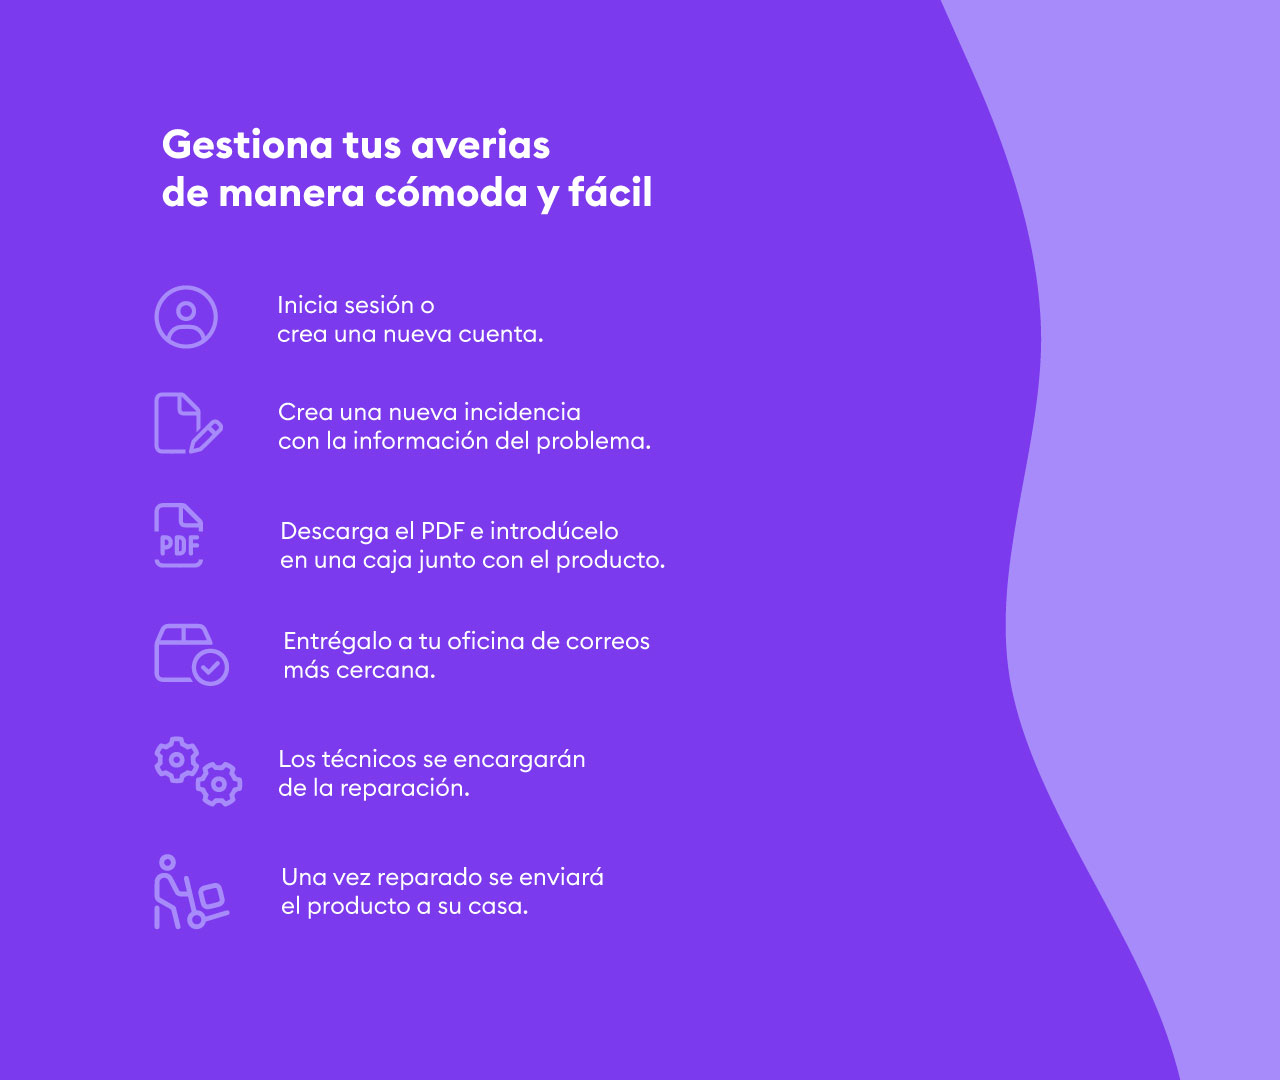 Gestiona tus averias
de manera cómoda y fácil
Inicia sesión o
crea una nueva cuenta.
Crea una nueva incidencia
con la información del problema.
PDF
Descarga el PDF e introdúcelo
en una caja junto con el producto.
Entrégalo a tu oficina de correos
más cercana.
Los técnicos se encargarán
de la reparación.
Una vez reparado se enviará
el producto a su casa.